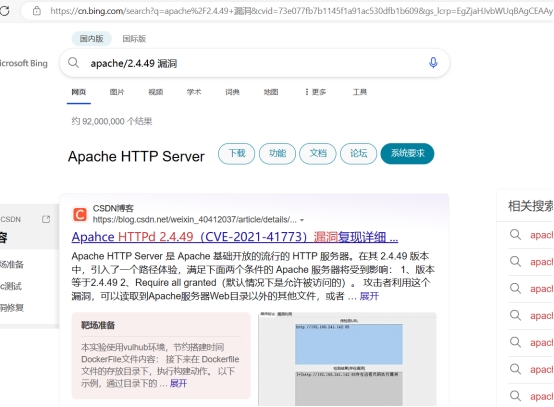 https://cn.bing.com/search?q=apache%2F2.4.49+漏洞&cvid=73e077fb7b1145f1a91ac530dfb1b609&gs_lcrp=EgZjaHJvbWUqBAgCEAAy
国内版 国际版
icrosoft Bing
apache/2.4.49 漏洞
网页 图片 视频 学术 词典 地图 更多 工具
约 92,000,000 个结果
Apache HTTP Server
下载 功能 文档 论坛 系统要求
CSDN
容
场准备
c测试
洞修复
CSDN博客
https://blog.csdn.net/weixin_40412037/article/details/...
Apahce HTTPd 2.4.49（CVE-2021-41773）漏洞复现详细 ...
Apache HTTP Server 是 Apache 基础开放的流行的 HTTP 服务器。在其 2.4.49 版本
中，引入了一个路径体验，满足下面两个条件的 Apache 服务器将受到影响： 1、版本
等于2.4.49 2、Require all granted（默认情况下是允许被访问的）。 攻击者利用这个
漏洞，可以读取到Apache服务器Web目录以外的其他文件，或者 … 展开
靶场准备
本实验使用vulhub环境，节约搭建时间
DockerFile文件内容： 接下来在 Dockerfile
文件的存放目录下，执行构建动作。 以下
示例，通过目录下的 … 展开
相关搜索
apac
apac
apac
apac
apac
apac
apac